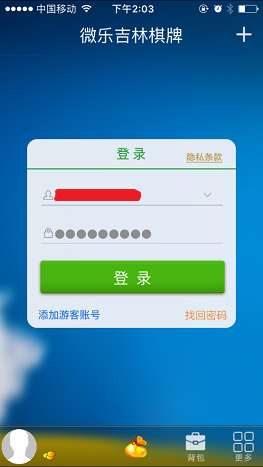 中国移动 下午2:03
微乐吉林棋牌 +
登 录
隐私条款
●●●●●●●●●
登 录
添加游客账号 找回密码
背包 更多